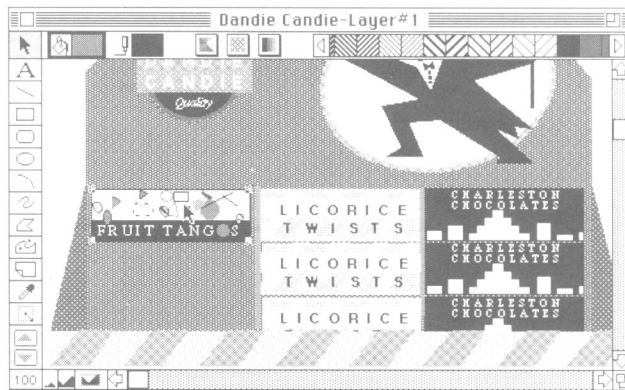 Dandie Candie-Layer#1
A
DOUBLE
CANDIE
Quality
FRUIT TANGOS
LICORICE
TWISTS
LICORICE
TWISTS
LICORICE
CHARLESTON
CHOCOLATES
CHARLESTON
CHOCOLATES
CHARLESTON
CHOCOLATES
100